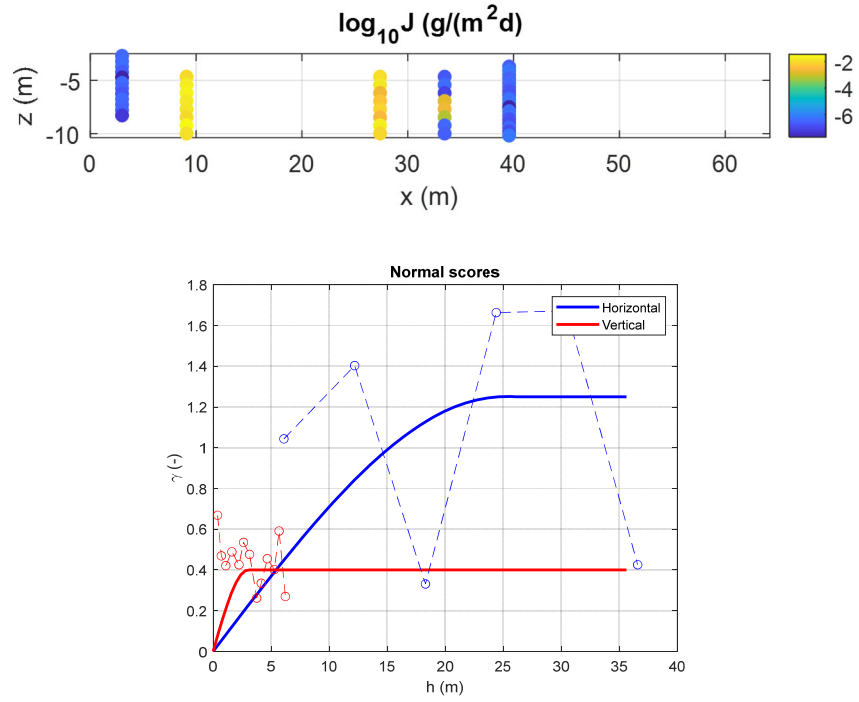 log10J (g/(m2d)
-5
-10
z (m)
0 10 20 30 40 50 60
x (m)
-2
-4
-6
Normal scores
1.8
1.6
1.4
1.2
1
0.8
0.6
0.4
0.2
0
γ (-)
Horizontal
Vertical
0 5 10 15 20 25 30 35 40
h (m)